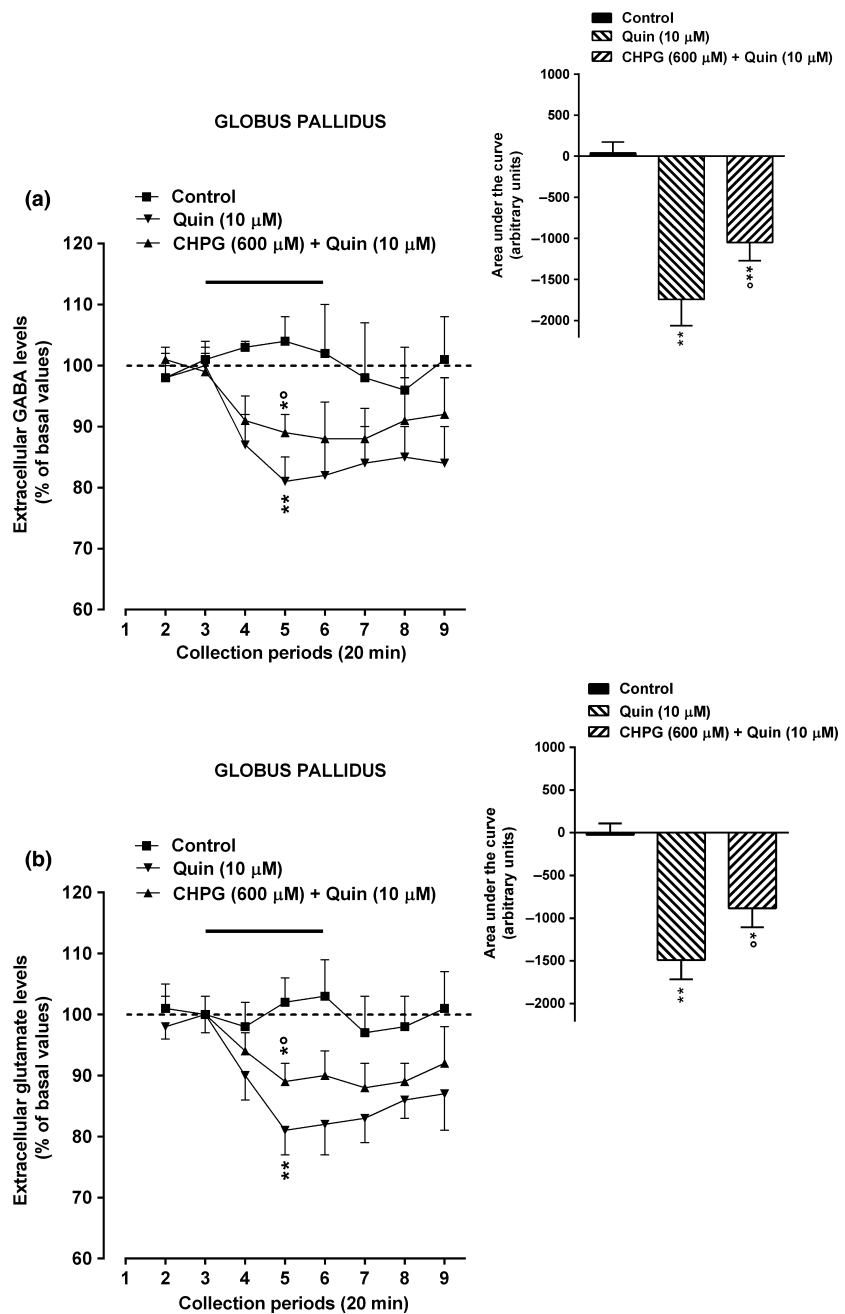 Control
Quin (10 μM)
CHPG (600 μM) + Quin (10 μM)
1000
500
0
–500
–1000
–1500
–2000
Area under the curve
(arbitrary units)
**
°**
GLOBUS PALLIDUS
(a)
Control
Quin (10 μM)
CHPG (600 μM) + Quin (10 μM)
120
110
100
90
80
70
60
Extracellular GABA levels
(% of basal values)
*°
**
1 2 3 4 5 6 7 8 9
Collection periods (20 min)
Control
Quin (10 μM)
CHPG (600 μM) + Quin (10 μM)
1000
500
0
–500
–1000
–1500
–2000
Area under the curve
(arbitrary units)
**
°*
GLOBUS PALLIDUS
(b)
Control
Quin (10 μM)
CHPG (600 μM) + Quin (10 μM)
120
110
100
90
80
70
60
Extracellular glutamate levels
(% of basal values)
*°
**
1 2 3 4 5 6 7 8 9
Collection periods (20 min)